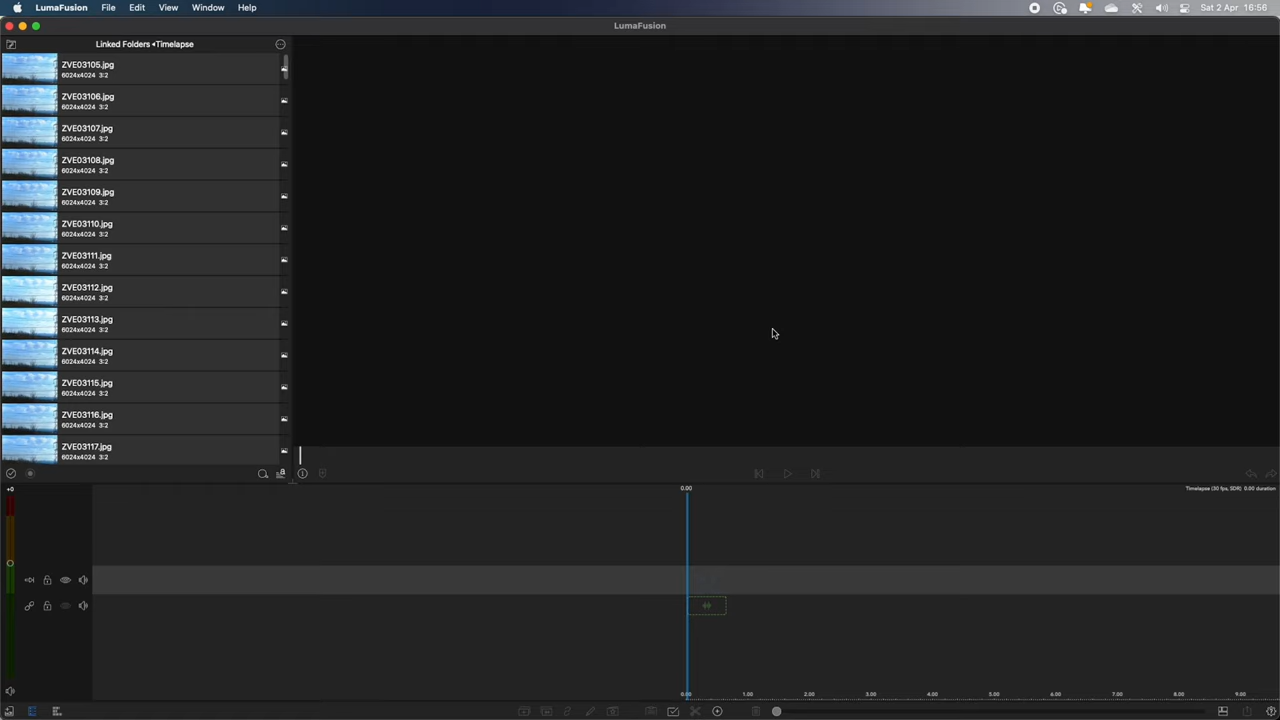 LumaFusion File Edit View Window Help Sat 2 Apr 16:56
LumaFusion
Linked Folders ◂Timelapse
ZVE03105.jpg
6024x4024 3:2
ZVE03106.jpg
6024x4024 3:2
ZVE03107.jpg
6024x4024 3:2
ZVE03108.jpg
6024x4024 3:2
ZVE03109.jpg
6024x4024 3:2
ZVE03110.jpg
6024x4024 3:2
ZVE03111.jpg
6024x4024 3:2
ZVE03112.jpg
6024x4024 3:2
ZVE03113.jpg
6024x4024 3:2
ZVE03114.jpg
6024x4024 3:2
ZVE03115.jpg
6024x4024 3:2
ZVE03116.jpg
6024x4024 3:2
ZVE03117.jpg
6024x4024 3:2
+0
0.00
Timelapse (30 fps, SDR) 0.00 duration
0.00 1.00 2.00 3.00 4.00 5.00 6.00 7.00 8.00 9.00